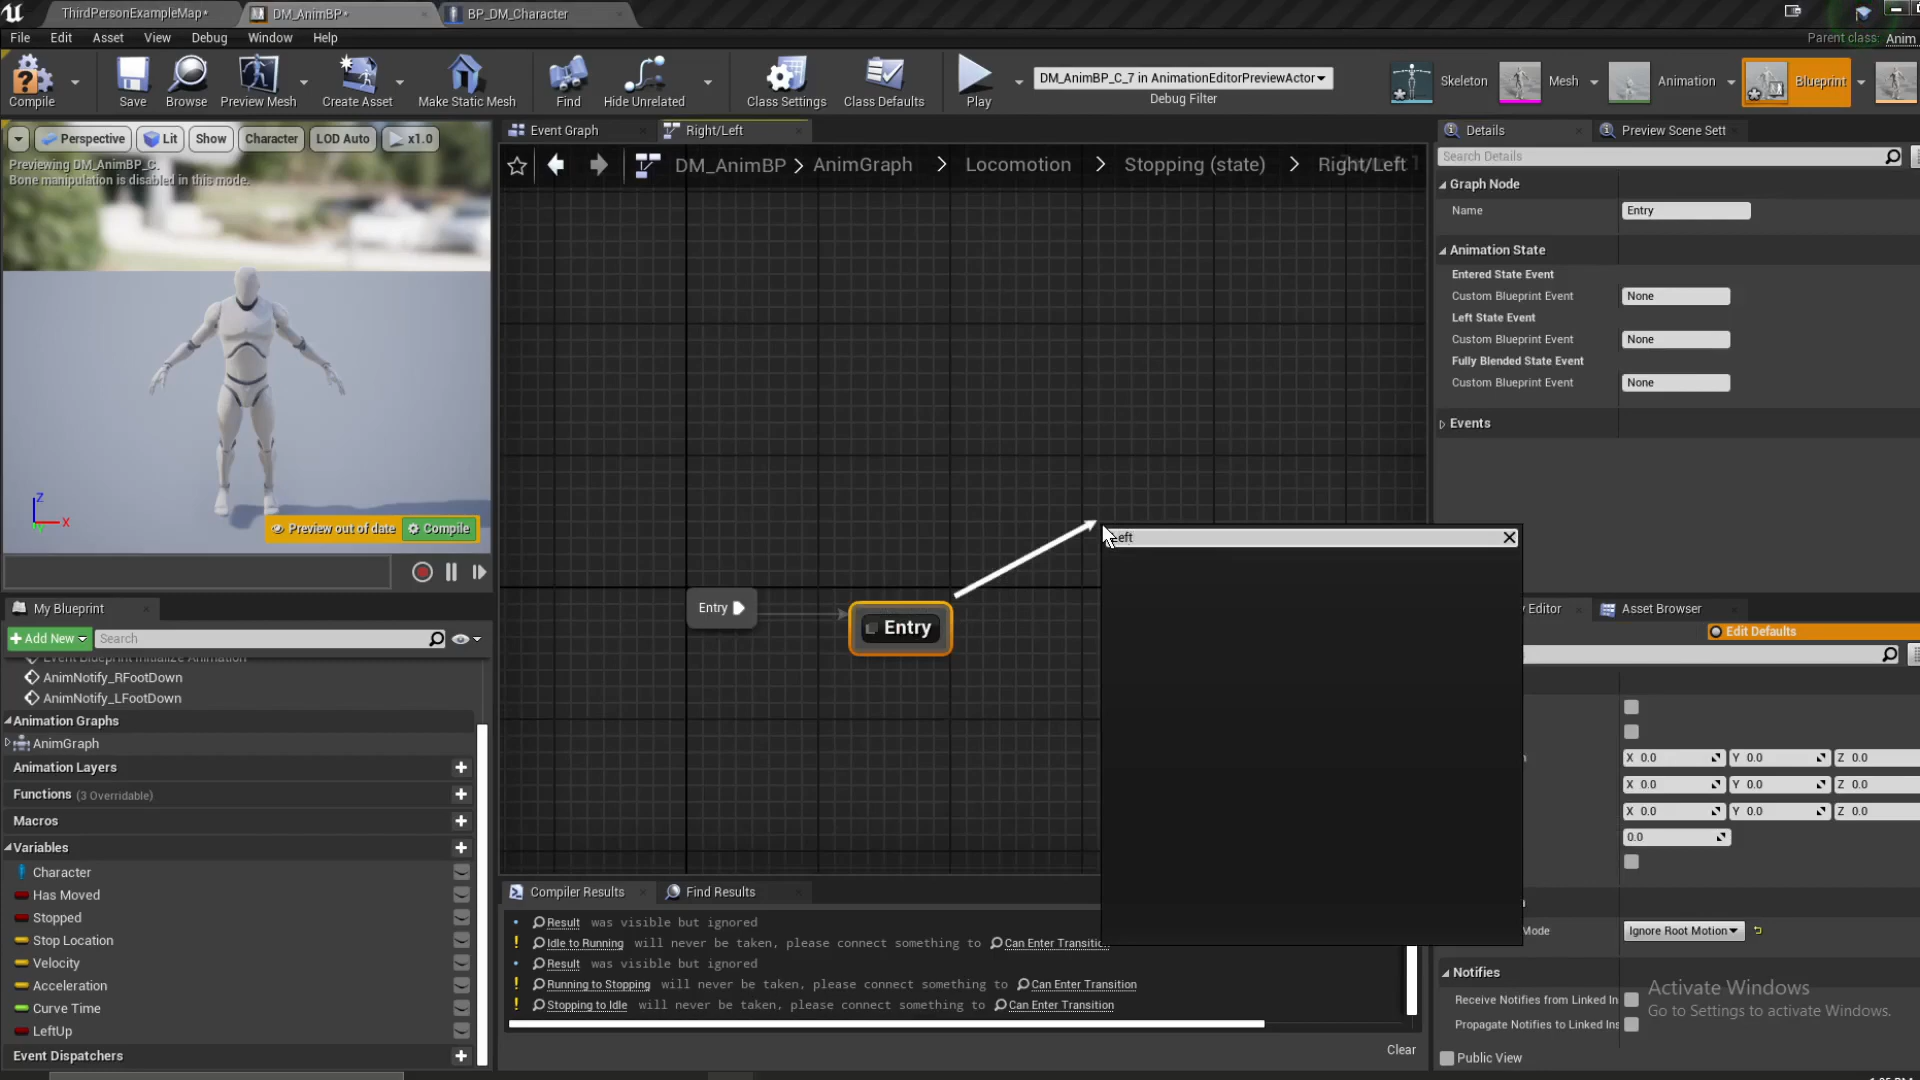 ThirdPersonExampleMap*
DM_AnimBP*
BP_DM_Character
File Edit Asset View Debug Window Help
Parent class: Anim
Compile
Save
Browse
Preview Mesh
Create Asset
Make Static Mesh
Find
Hide Unrelated
Class Settings
Class Defaults
Play
DM_AnimBP_C_7 in AnimationEditorPreviewActor
Debug Filter
Skeleton
Mesh
Animation
Blueprint
Perspective Lit Show Character LOD Auto x1.0
Previewing DM_AnimBP_C.
Bone manipulation is disabled in this mode.
Z
X
Preview out of date Compile
Event Graph
Right/Left
DM_AnimBP > AnimGraph > Locomotion > Stopping (state) > Right/Left
Entry
Entry
Left
My Blueprint
Add New Search
Event Blueprint Initialize Animation
AnimNotify_RFootDown
AnimNotify_LFootDown
Animation Graphs
AnimGraph
Animation Layers
Functions (3 Overridable)
Macros
Variables
Character
Has Moved
Stopped
Stop Location
Velocity
Acceleration
Curve Time
LeftUp
Event Dispatchers
Compiler Results
Find Results
Result was visible but ignored
! Idle to Running will never be taken, please connect something to Can Enter Transition
Result was visible but ignored
! Running to Stopping will never be taken, please connect something to Can Enter Transition
! Stopping to Idle will never be taken, please connect something to Can Enter Transition
Clear
Details
Preview Scene Sett
Search Details
Graph Node
Name Entry
Animation State
Entered State Event
Custom Blueprint Event None
Left State Event
Custom Blueprint Event None
Fully Blended State Event
Custom Blueprint Event None
Events
Editor
Asset Browser
Edit Defaults
X 0.0 Y 0.0 Z 0.0
X 0.0 Y 0.0 Z 0.0
X 0.0 Y 0.0 Z 0.0
0.0
Mode Ignore Root Motion
Notifies
Receive Notifies from Linked In
Propagate Notifies to Linked Ins
Public View
Activate Windows
Go to Settings to activate Windows.